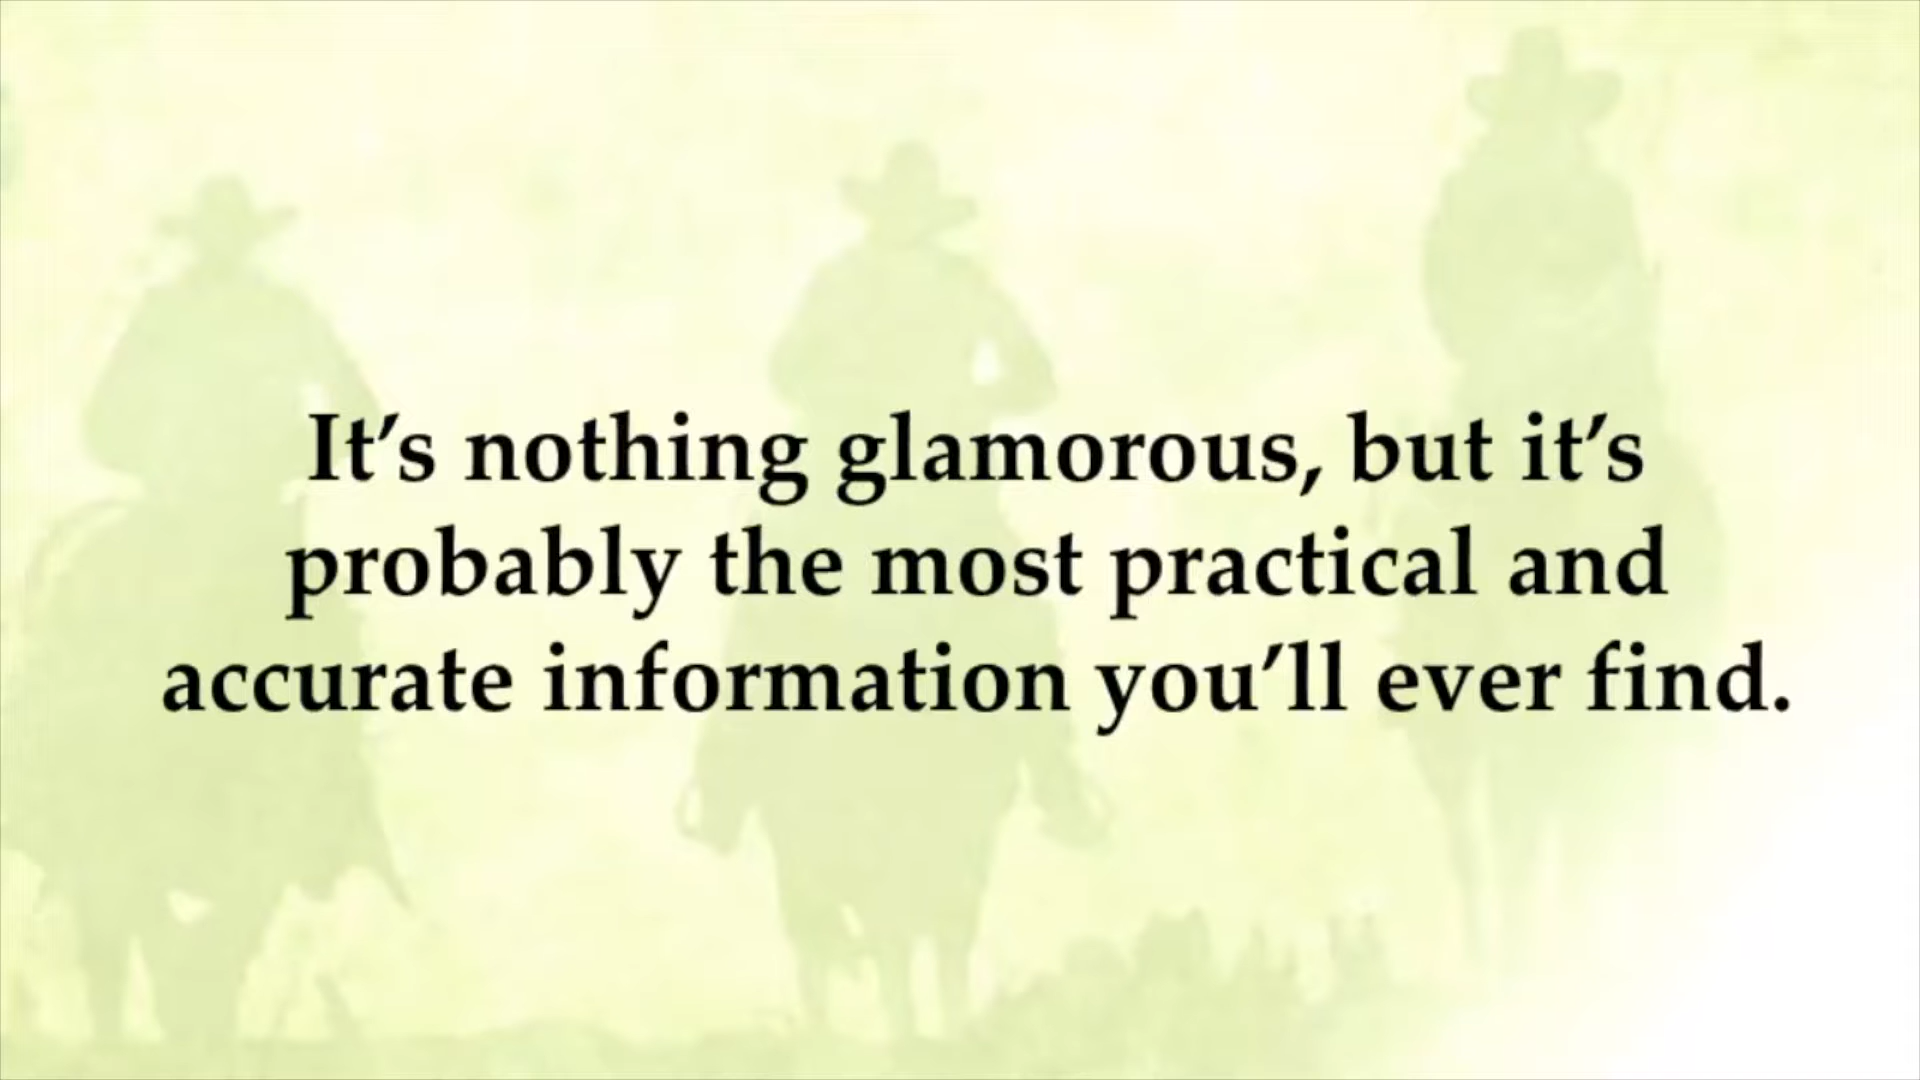 It’s nothing glamorous, but it’s
probably the most practical and
accurate information you’ll ever find.